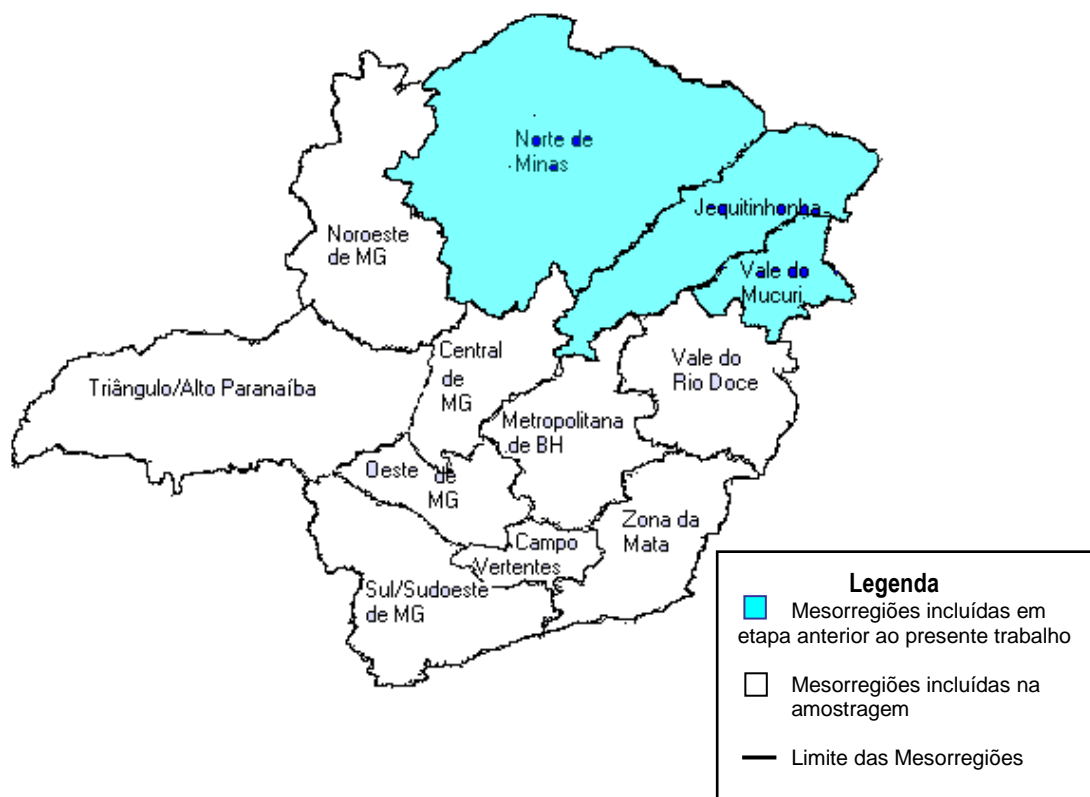 Norte de
Minas
Jequitinhonha
Noroeste
de MG
Vale do
Mucuri
Central
de
MG
Vale do
Rio Doce
Triângulo/Alto Paranaíba
Metropolitana
de BH
Oeste de
MG
Zona da
Mata
Campo
Vertentes
Sul/Sudoeste
de MG
Legenda
Mesorregiões incluídas em
etapa anterior ao presente trabalho
Mesorregiões incluídas na
amostragem
Limite das Mesorregiões